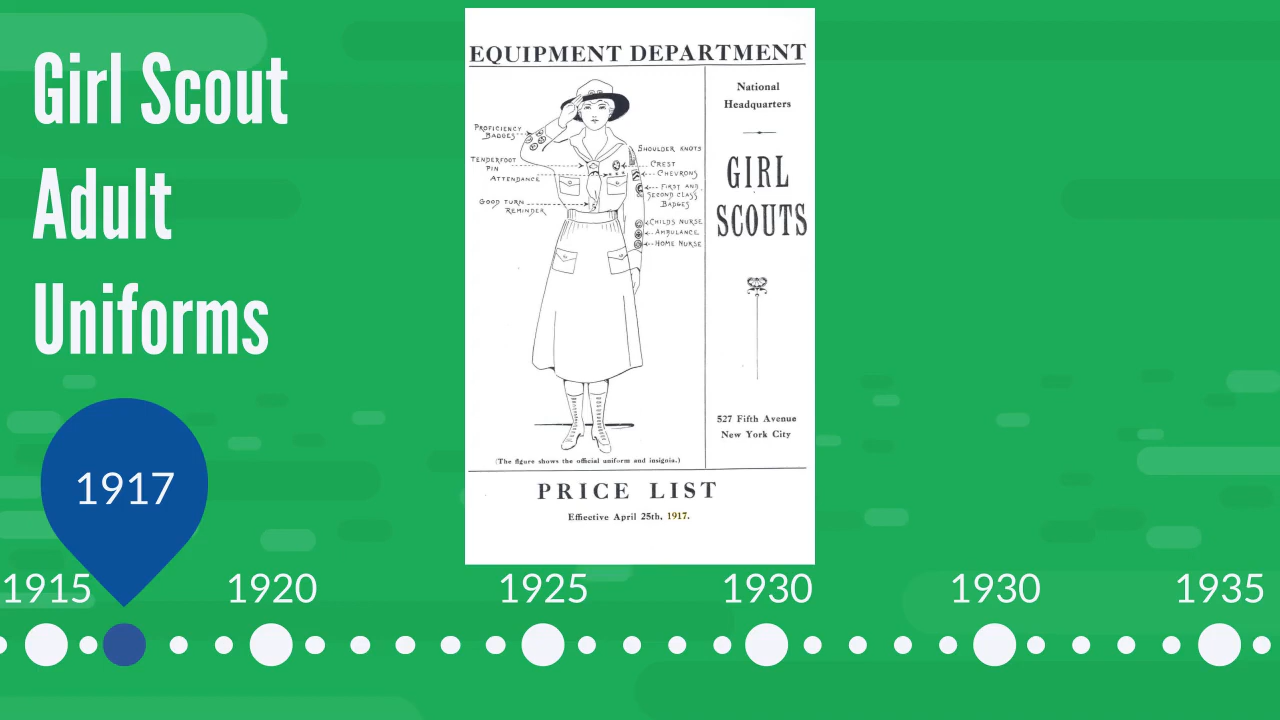 Girl Scout
Adult
Uniforms
EQUIPMENT DEPARTMENT
PROFICIENCY
BADGES
TENDERFOOT
PIN
ATTENDANCE
GOOD TURN
REMINDER
SHOULDER KNOTS
CREST
CHEVRONS
FIRST AND
SECOND CLASS
BADGES
CHILDS NURSE
AMBULANCE
HOME NURSE
(The figure shows the official uniform and insignia.)
National
Headquarters
GIRL
SCOUTS
527 Fifth Avenue
New York City
PRICE LIST
Effective April 25th, 1917.
1917
1915 1920 1925 1930 1930 1935